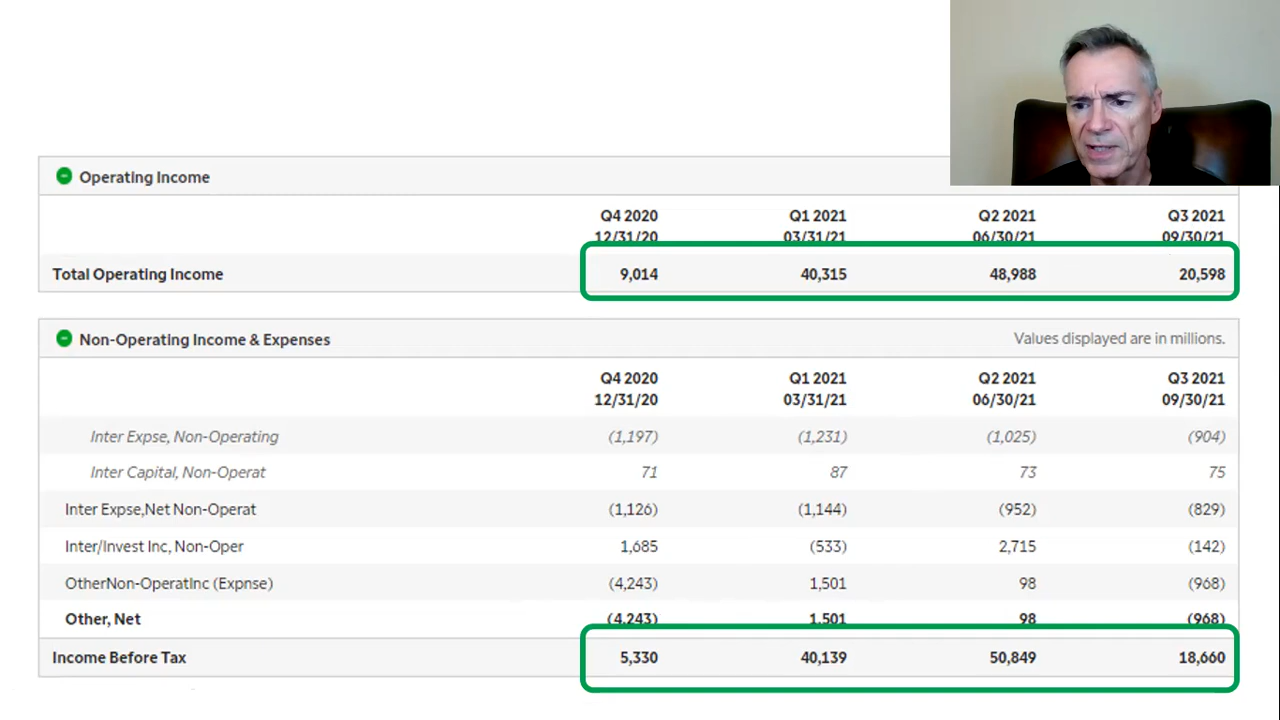 Operating Income
Q4 2020 Q1 2021 Q2 2021 Q3 2021
12/31/20 03/31/21 06/30/21 09/30/21
Total Operating Income 9,014 40,315 48,988 20,598
Non-Operating Income & Expenses Values displayed are in millions.
Q4 2020 Q1 2021 Q2 2021 Q3 2021
12/31/20 03/31/21 06/30/21 09/30/21
Inter Expse, Non-Operating (1,197) (1,231) (1,025) (904)
Inter Capital, Non-Operat 71 87 73 75
Inter Expse,Net Non-Operat (1,126) (1,144) (952) (829)
Inter/Invest Inc, Non-Oper 1,685 (533) 2,715 (142)
OtherNon-OperatInc (Expnse) (4,243) 1,501 98 (968)
Other, Net (4,243) 1,501 98 (968)
Income Before Tax 5,330 40,139 50,849 18,660